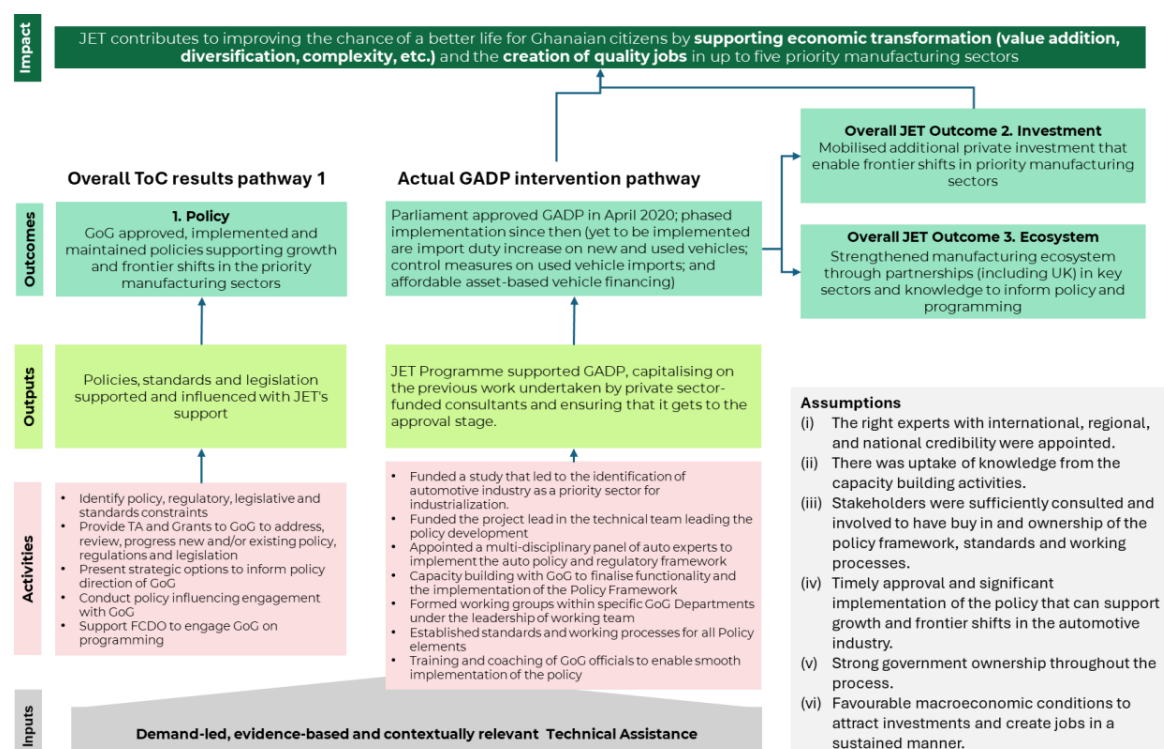 Impact
JET contributes to improving the chance of a better life for Ghanaian citizens by supporting economic transformation (value addition,
diversification, complexity, etc.) and the creation of quality jobs in up to five priority manufacturing sectors
Overall ToC results pathway 1
Actual GADP intervention pathway
Overall JET Outcome 2. Investment
Mobilised additional private investment that
enable frontier shifts in priority manufacturing
sectors
Outcomes
1. Policy
GoG approved, implemented and
maintained policies supporting growth
and frontier shifts in the priority
manufacturing sectors
Parliament approved GADP in April 2020; phased
implementation since then (yet to be implemented
are import duty increase on new and used vehicles;
control measures on used vehicle imports; and
affordable asset-based vehicle financing)
Overall JET Outcome 3. Ecosystem
Strengthened manufacturing ecosystem
through partnerships (including UK) in key
sectors and knowledge to inform policy and
programming
Outputs
Policies, standards and legislation
supported and influenced with JET's
support
JET Programme supported GADP, capitalising on
the previous work undertaken by private sector-
funded consultants and ensuring that it gets to the
approval stage.
Activities
• Identify policy, regulatory, legislative and
standards constraints
• Provide TA and Grants to GoG to address,
review, progress new and/or existing policy,
regulations and legislation
• Present strategic options to inform policy
direction of GoG
• Conduct policy influencing engagement
with GoG
• Support FCDO to engage GoG on
programming
• Funded a study that led to the identification of
automotive industry as a priority sector for
industrialization.
• Funded the project lead in the technical team leading the
policy development
• Appointed a multi-disciplinary panel of auto experts to
implement the auto policy and regulatory framework
• Capacity building with GoG to finalise functionality and
the implementation of the Policy Framework
• Formed working groups within specific GoG Departments
under the leadership of working team
• Established standards and working processes for all Policy
elements
• Training and coaching of GoG officials to enable smooth
implementation of the policy
Assumptions
(i) The right experts with international, regional,
and national credibility were appointed.
(ii) There was uptake of knowledge from the
capacity building activities.
(iii) Stakeholders were sufficiently consulted and
involved to have buy in and ownership of the
policy framework, standards and working
processes.
(iv) Timely approval and significant
implementation of the policy that can support
growth and frontier shifts in the automotive
industry.
(v) Strong government ownership throughout the
process.
(vi) Favourable macroeconomic conditions to
attract investments and create jobs in a
sustained manner.
Inputs
Demand-led, evidence-based and contextually relevant Technical Assistance